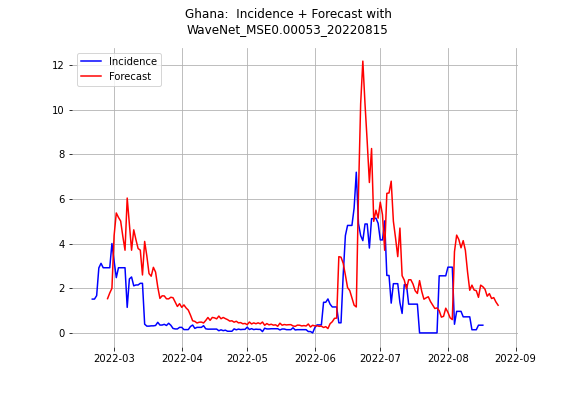 Ghana:  Incidence + Forecast with
WaveNet_MSE0.00053_20220815
Incidence
Forecast
12
10
8
6
4
2
0
2022-03 2022-04 2022-05 2022-06 2022-07 2022-08 2022-09